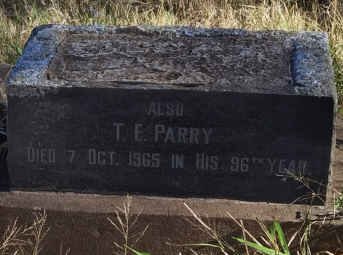 ALSO
T. E. PARRY
DIED 7 OCT. 1965 IN HIS 96TH YEAR